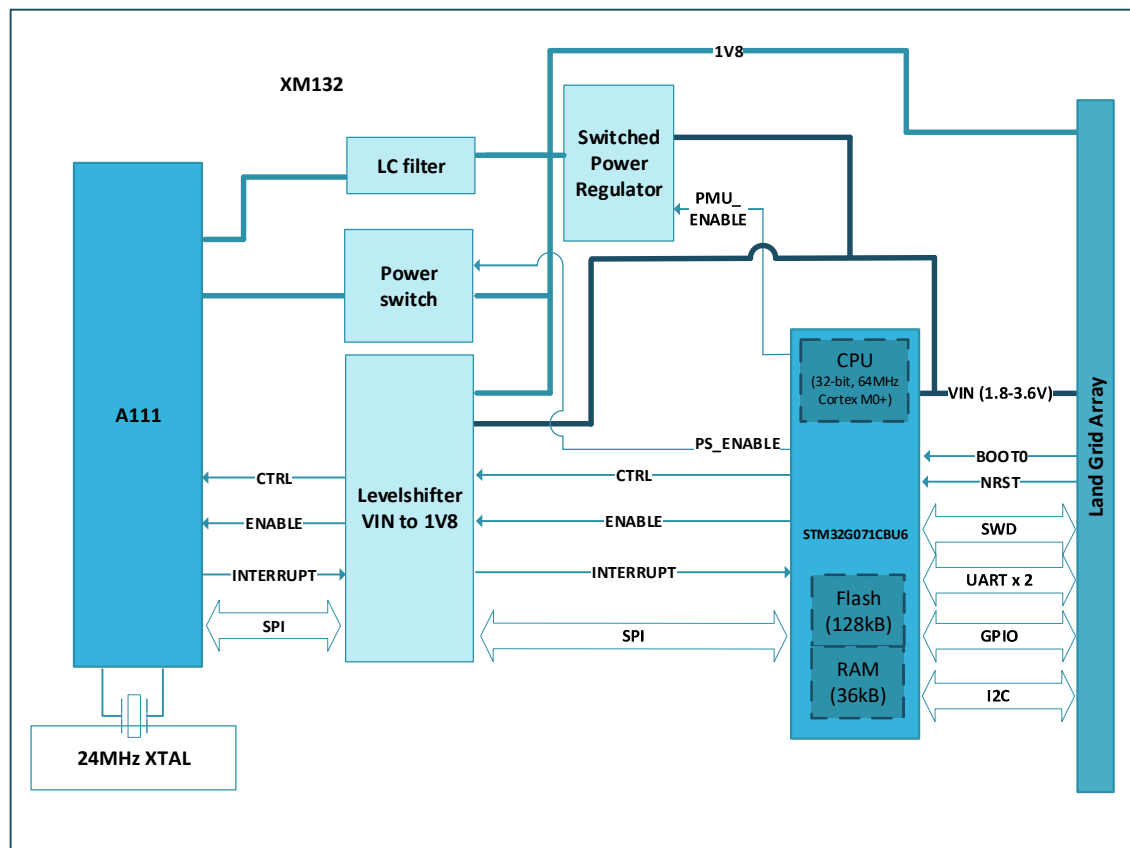 1V8
XM132
Switched
Power
Regulator
LC filter
PMU_
ENABLE
Power
switch
CPU
(32-bit, 64MHz
Cortex M0+)
VIN (1.8-3.6V)
A111
Land Grid Array
PS_ENABLE
BOOT0
CTRL
CTRL
NRST
Levelshifter
VIN to 1V8
ENABLE
ENABLE
STM32G071CBU6
SWD
INTERRUPT
INTERRUPT
UART x 2
Flash
(128kB)
SPI
SPI
GPIO
RAM
(36kB)
I2C
24MHz XTAL